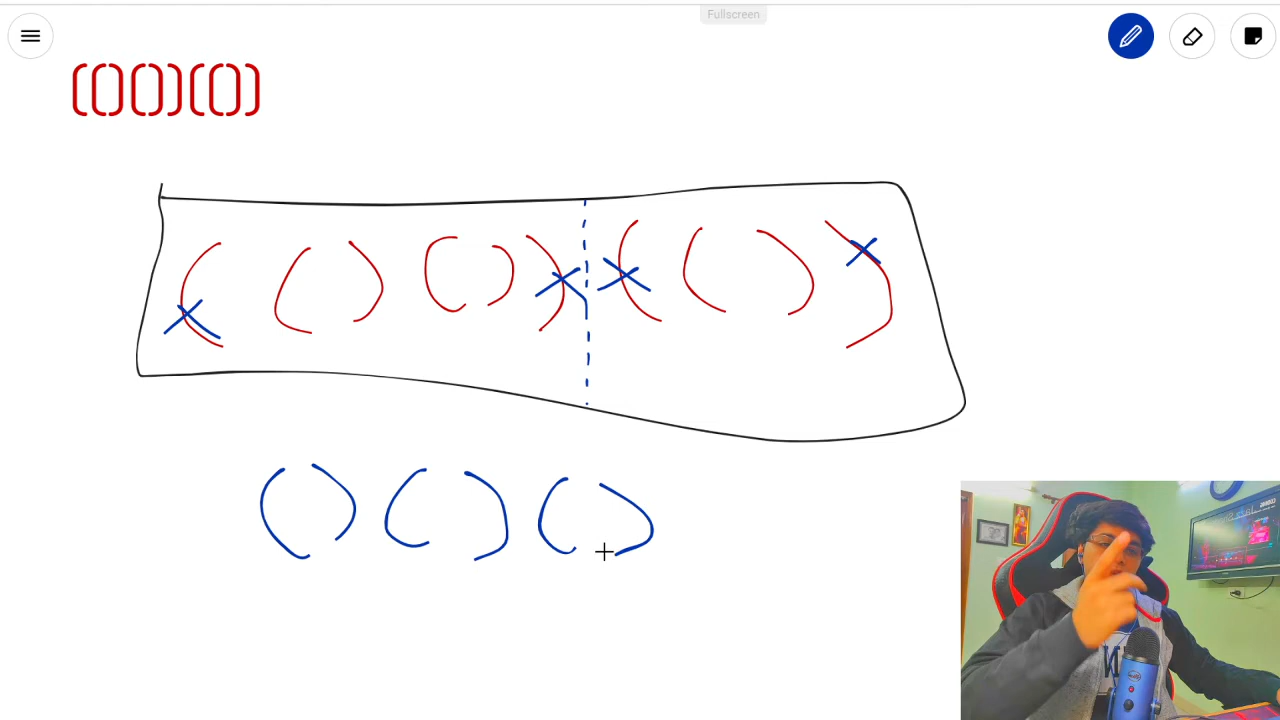 Fullscreen
(()())(())
( ( ) ( ) ) ( ( ) )
( ) ( ) ( )